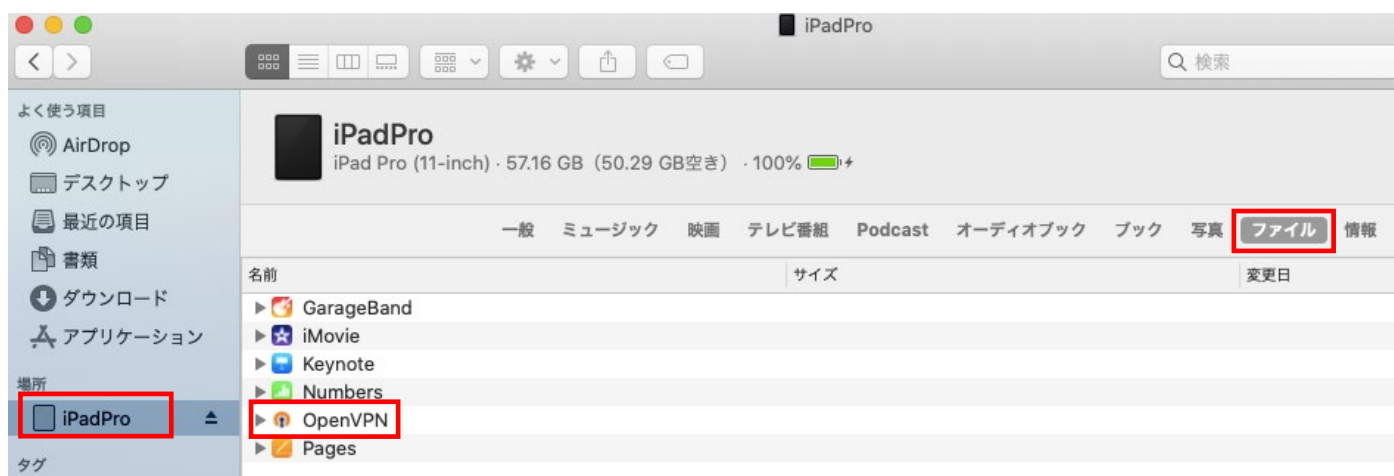 iPadPro
検索
よく使う項目
AirDrop
デスクトップ
最近の項目
書類
ダウンロード
アプリケーション
場所
iPadPro
タグ
iPadPro
iPad Pro (11-inch) · 57.16 GB（50.29 GB空き） · 100%
一般 ミュージック 映画 テレビ番組 Podcast オーディオブック ブック 写真 ファイル 情報
名前 サイズ 変更日
GarageBand
iMovie
Keynote
Numbers
OpenVPN
Pages